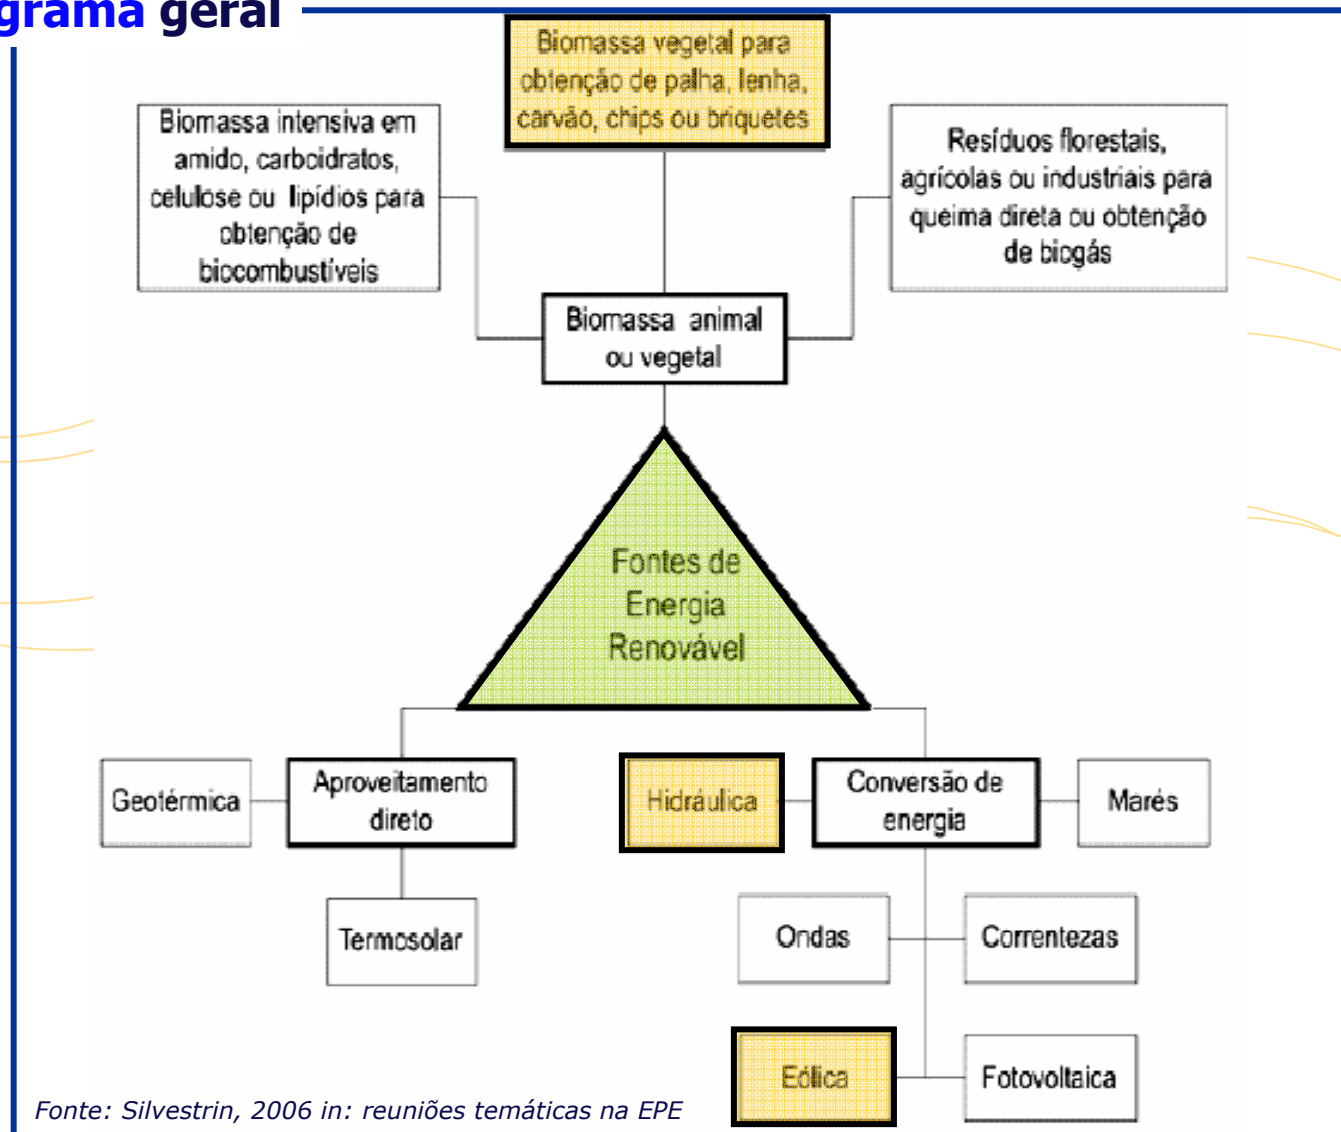 grama geral
Biomassa vegetal para
obtenção de palha, lenha,
carvão, chips ou briquetes
Biomassa intensiva em
amido, carboidratos,
celulose ou lipídios para
obtenção de
biocombustíveis
Resíduos florestais,
agrícolas ou industriais para
queima direta ou obtenção
de biogás
Biomassa animal
ou vegetal
Fontes de
Energia
Renovável
Geotérmica
Aproveitamento
direto
Hidráulica
Conversão de
energia
Marés
Termosolar
Ondas
Correntezas
Eólica
Fotovoltaica
Fonte: Silvestrin, 2006 in: reuniões temáticas na EPE